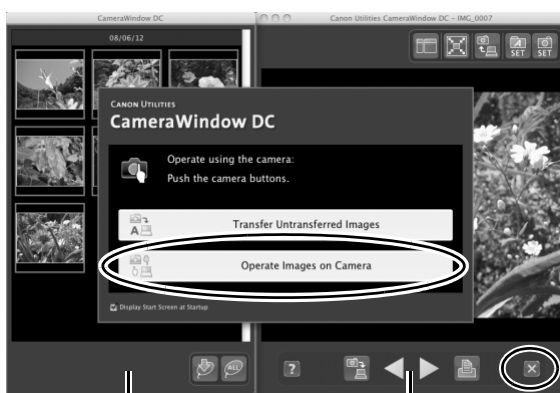 CameraWindow DC
Canon Utilities CameraWindow DC – IMG_0007
08/06/12
SET
SET
CANON UTILITIES
CameraWindow DC
Operate using the camera:
Push the camera buttons.
A
Transfer Untransferred Images
Operate Images on Camera
Display Start Screen at Startup
ALL
?